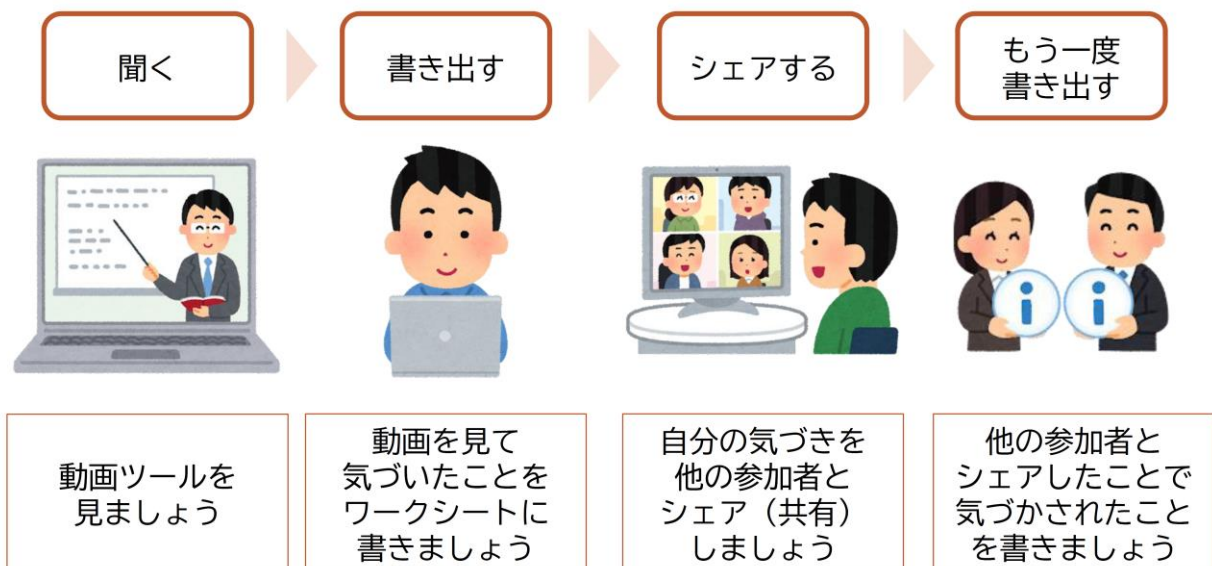 聞く
書き出す
シェアする
もう一度
書き出す
動画ツールを
見ましょう
動画を見て
気づいたことを
ワークシートに
書きましょう
自分の気づきを
他の参加者と
シェア（共有）
しましょう
他の参加者と
シェアしたことで
気づかされたこと
を書きましょう